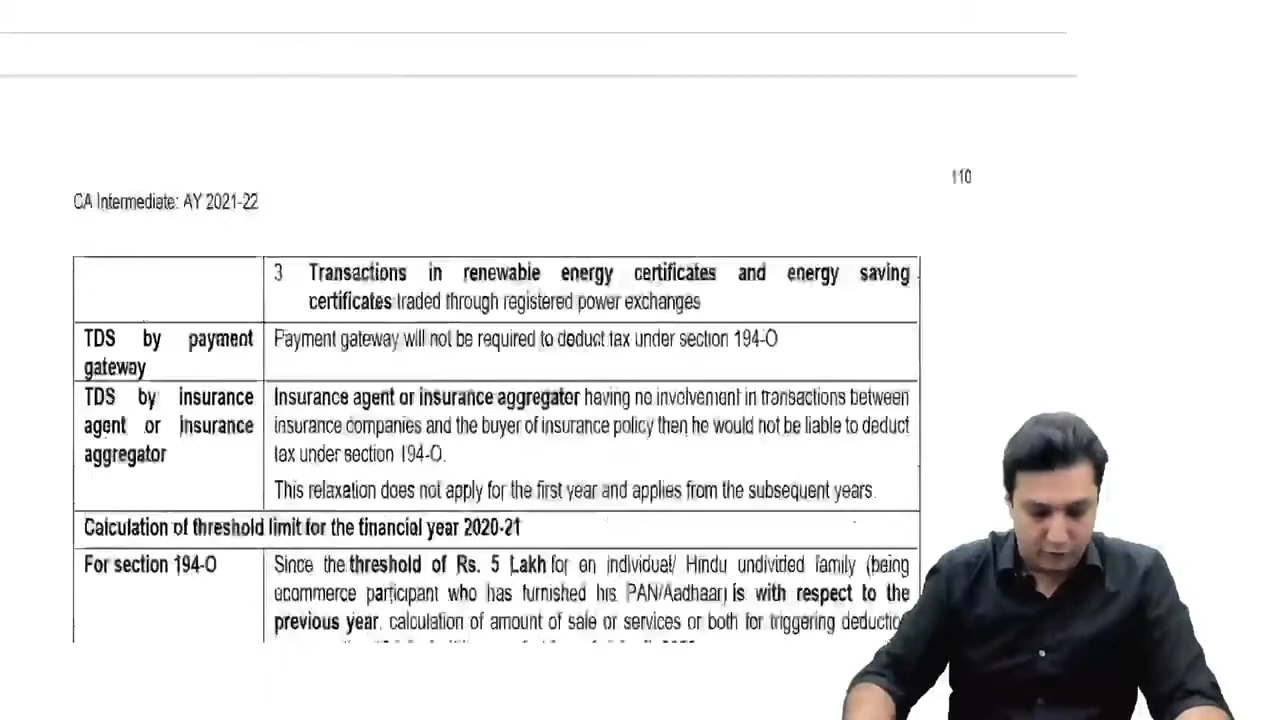 110
CA Intermediate: AY 2021-22
3 Transactions in renewable energy certificates and energy saving
certificates traded through registered power exchanges
TDS by payment
gateway
Payment gateway will not be required to deduct tax under section 194-O
TDS by insurance
agent or insurance
aggregator
Insurance agent or insurance aggregator having no involvement in transactions between
insurance companies and the buyer of insurance policy then he would not be liable to deduct
tax under section 194-O.
This relaxation does not apply for the first year and applies from the subsequent years.
Calculation of threshold limit for the financial year 2020-21
For section 194-O
Since the threshold of Rs. 5 Lakh for an individual/ Hindu undivided family (being
ecommerce participant who has furnished his PAN/Aadhaar) is with respect to the
previous year, calculation of amount of sale or services or both for triggering